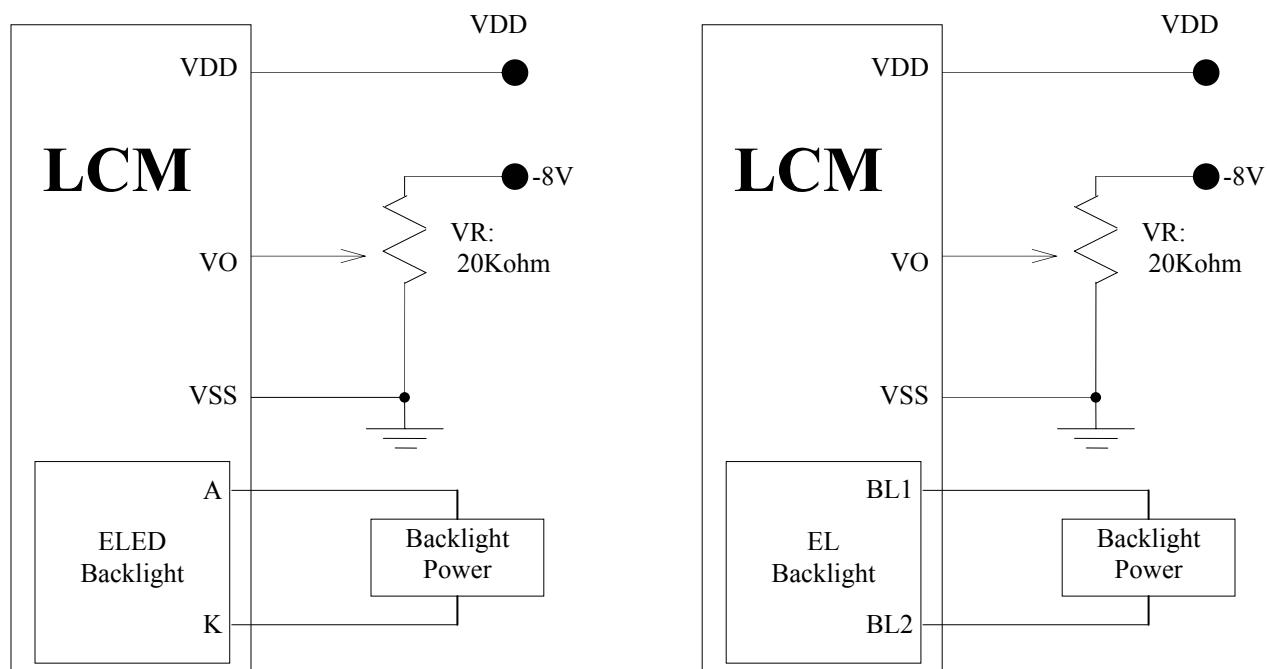 VDD
VDD
LCM
-8V
VR:
20Kohm
VO
VSS
A
ELED
Backlight
Backlight
Power
K
VDD
VDD
LCM
-8V
VR:
20Kohm
VO
VSS
BL1
EL
Backlight
Backlight
Power
BL2